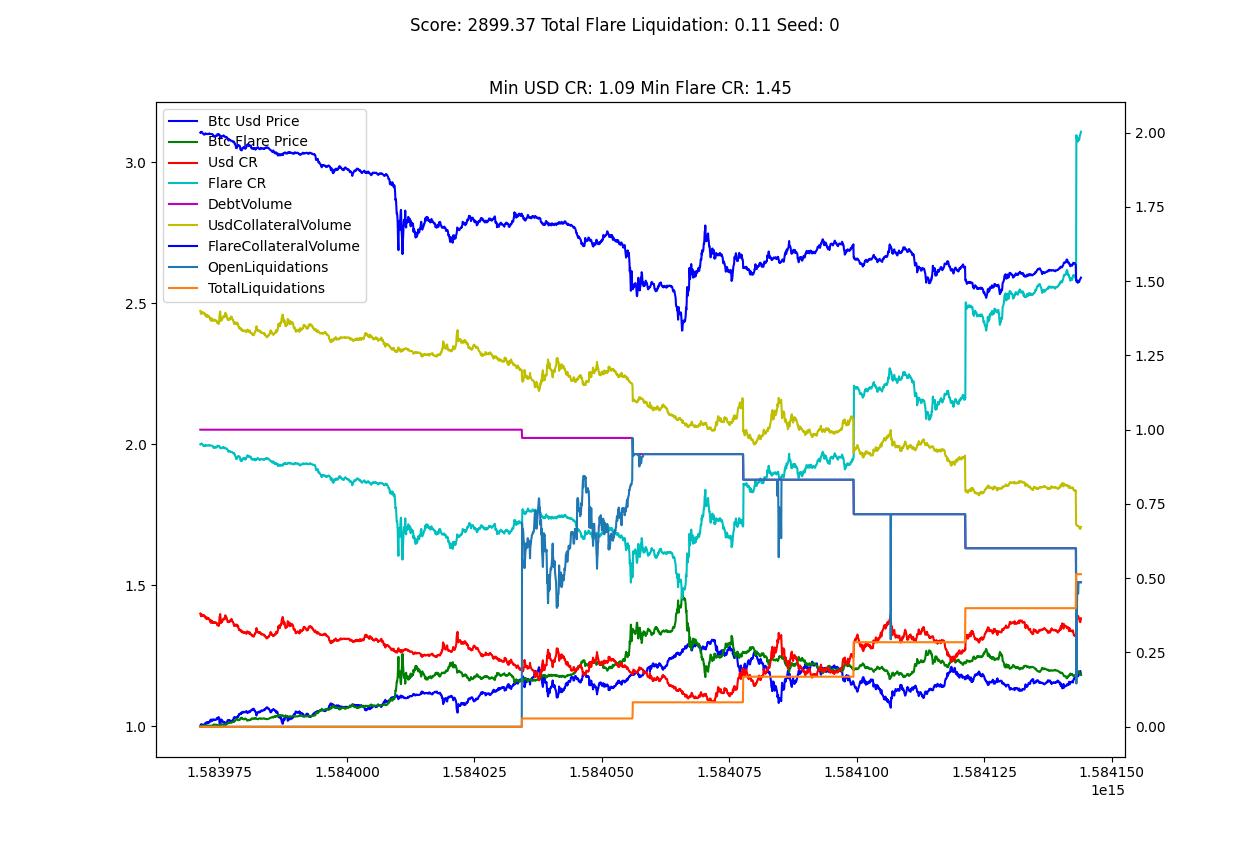 Score: 2899.37 Total Flare Liquidation: 0.11 Seed: 0
Min USD CR: 1.09 Min Flare CR: 1.45
Btc Usd Price
Btc Flare Price
Usd CR
Flare CR
DebtVolume
UsdCollateralVolume
FlareCollateralVolume
OpenLiquidations
TotalLiquidations
3.0
2.5
2.0
1.5
1.0
2.00
1.75
1.50
1.25
1.00
0.75
0.50
0.25
0.00
1.583975 1.584000 1.584025 1.584050 1.584075 1.584100 1.584125 1.584150
1e15